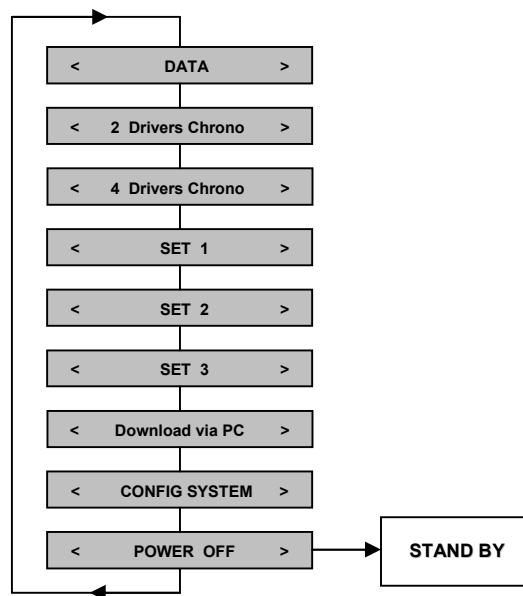 < DATA >
< 2 Drivers Chrono >
< 4 Drivers Chrono >
< SET 1 >
< SET 2 >
< SET 3 >
< Download via PC >
< CONFIG SYSTEM >
< POWER OFF >
STAND BY